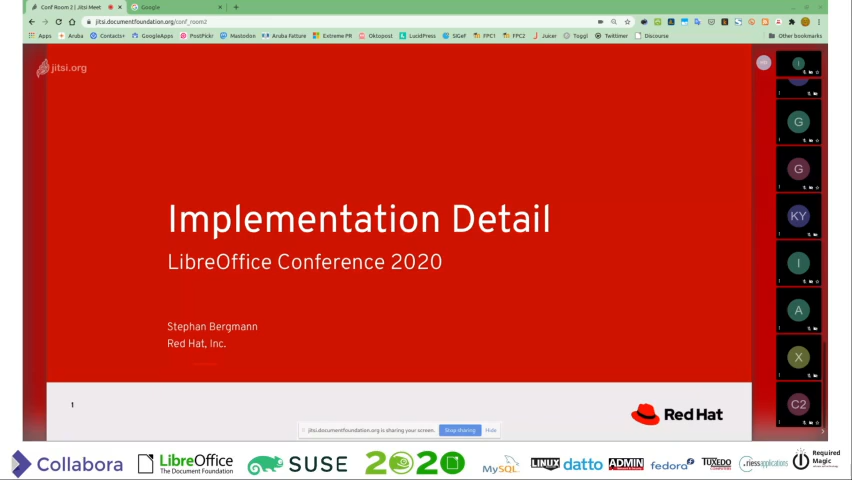 Conf Room 2 | Jitsi Meet
Google
jitsi.documentfoundation.org/conf_room2
Apps Aruba Contacts+ GoogleApps PostPickr Mastodon Aruba Fatture Extreme PR Oktopost LucidPress SIGeF FPC1 FPC2 Juker Toggl Twitlimer Discourse Other bookmarks
jitsi.org
I
G
G
KY
I
A
X
C2
Implementation Detail
LibreOffice Conference 2020
Stephan Bergmann
Red Hat, Inc.
1
Red Hat
jitsi.documentfoundation.org is sharing your screen. Stop sharing Hide
Collabora
LibreOffice
The Document Foundation
SUSE
2020
MySQL
LINUX
datto
ADMIN
fedora
TUXEDO
riessapplications
Required
Magic